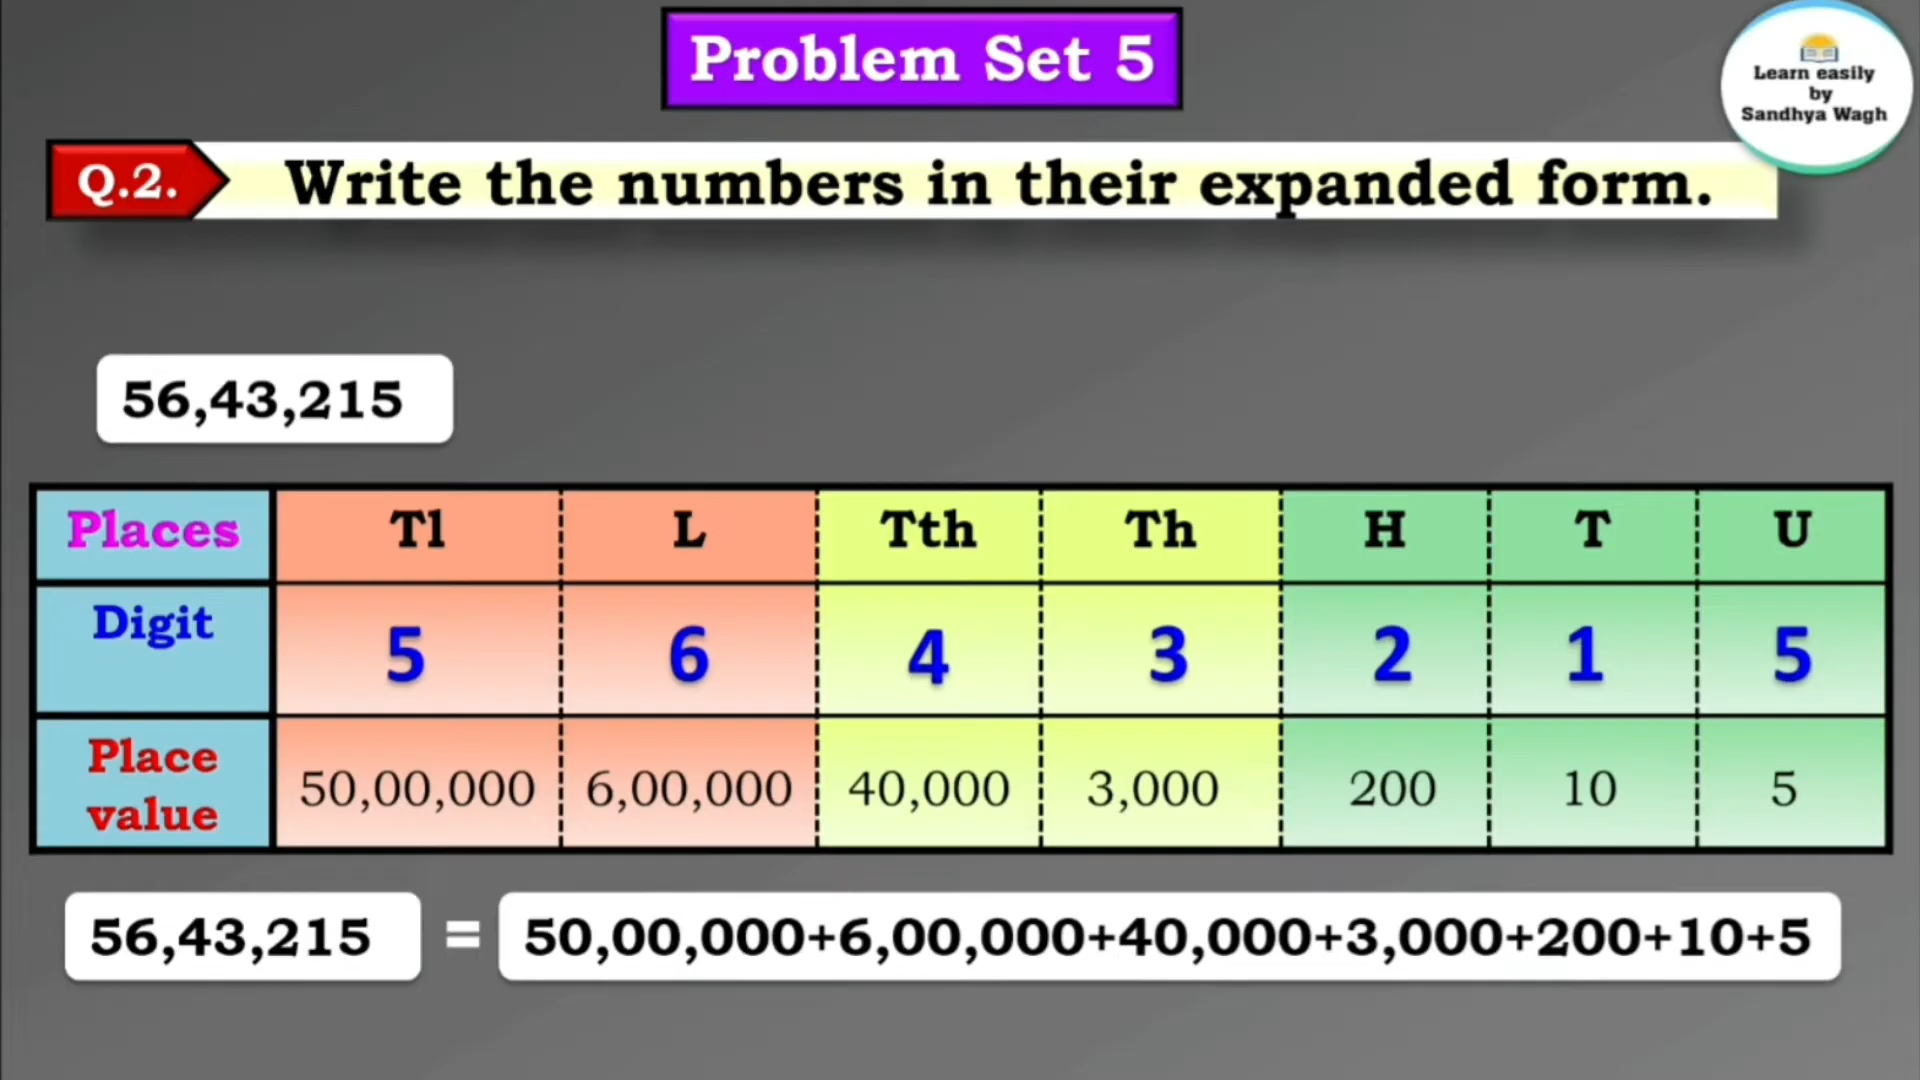 Problem Set 5
Learn easily
by
Sandhya Wagh
Q.2. Write the numbers in their expanded form.
56,43,215
Places Tl L Tth Th H T U
Digit 5 6 4 3 2 1 5
Place value 50,00,000 6,00,000 40,000 3,000 200 10 5
56,43,215 = 50,00,000+6,00,000+40,000+3,000+200+10+5